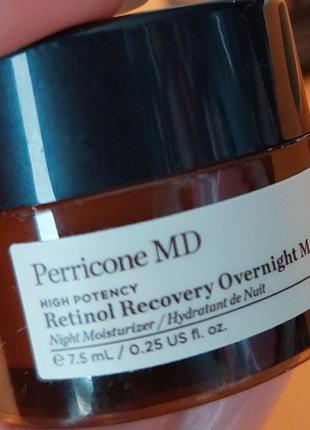 Perricone MD
HIGH POTENCY
Retinol Recovery Overnight M
Night Moisturizer / Hydratant de Nuit
℮ 7.5 mL / 0.25 US fl. oz.